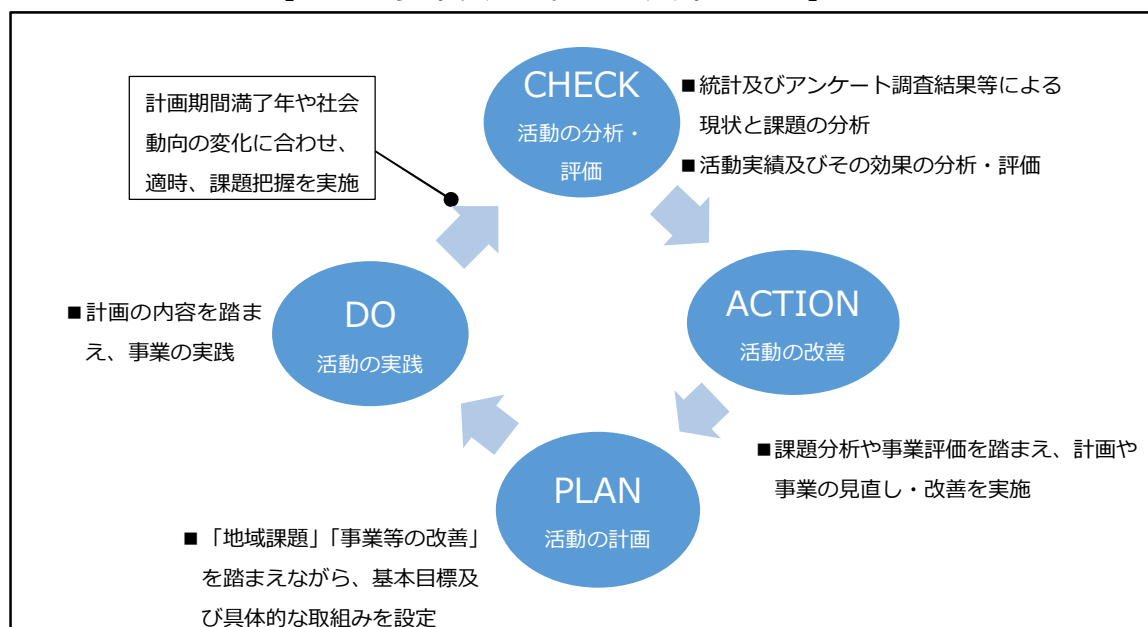 計画期間満了年や社会
動向の変化に合わせ、
適時、課題把握を実施
CHECK
活動の分析・
評価
■統計及びアンケート調査結果等による
現状と課題の分析
■活動実績及びその効果の分析・評価
■計画の内容を踏ま
え、事業の実践
DO
活動の実践
ACTION
活動の改善
■課題分析や事業評価を踏まえ、計画や
事業の見直し・改善を実施
PLAN
活動の計画
■「地域課題」「事業等の改善」
を踏まえながら、基本目標及
び具体的な取組みを設定